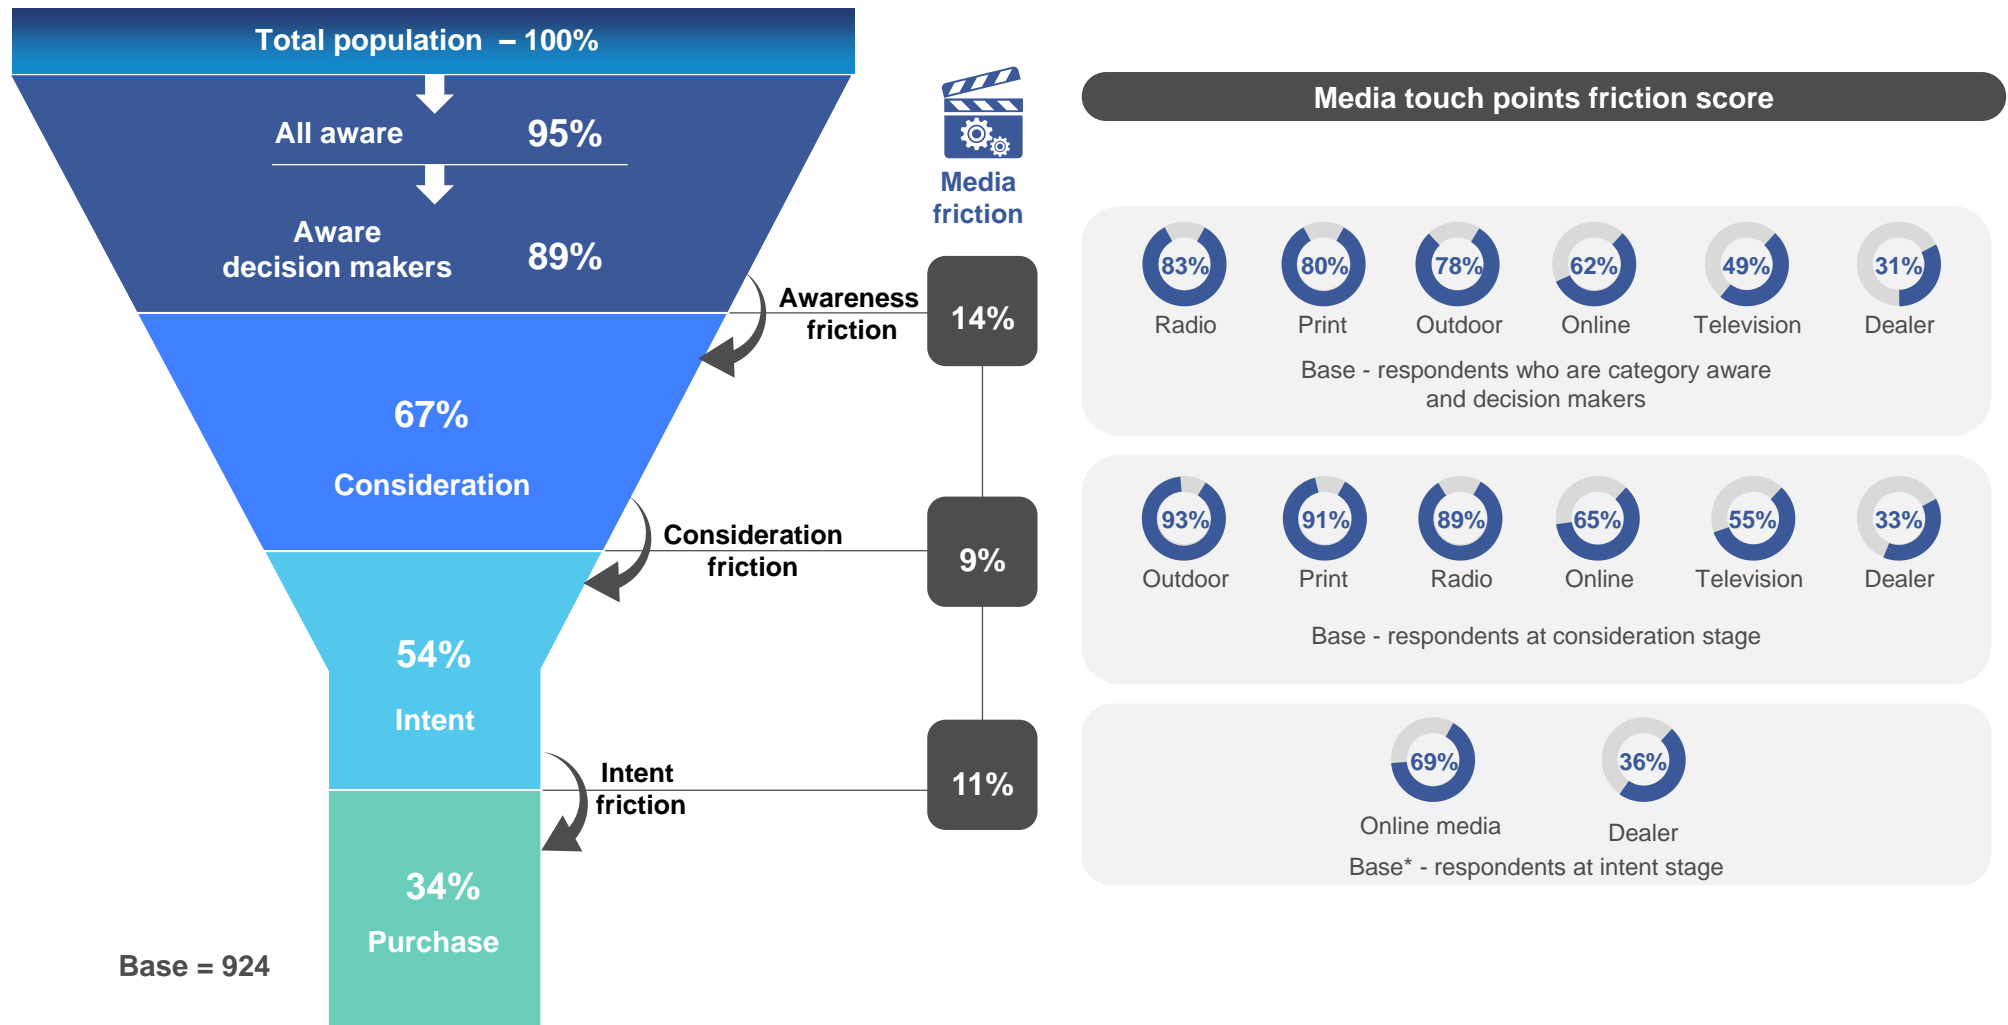 Total population – 100%
All aware 95%
Aware
decision makers 89%
67%
Consideration
54%
Intent
34%
Purchase
Base = 924
Awareness
friction
Consideration
friction
Intent
friction
Media
friction
14%
9%
11%
Media touch points friction score
83% 80% 78% 62% 49% 31%
Radio Print Outdoor Online Television Dealer
Base - respondents who are category aware
and decision makers
93% 91% 89% 65% 55% 33%
Outdoor Print Radio Online Television Dealer
Base - respondents at consideration stage
69% 36%
Online media Dealer
Base* - respondents at intent stage